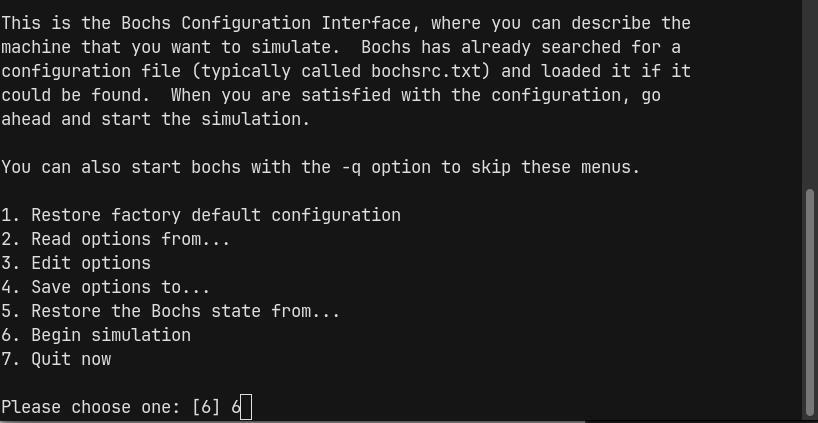 This is the Bochs Configuration Interface, where you can describe the
machine that you want to simulate.  Bochs has already searched for a
configuration file (typically called bochsrc.txt) and loaded it if it
could be found.  When you are satisfied with the configuration, go
ahead and start the simulation.

You can also start bochs with the -q option to skip these menus.

1. Restore factory default configuration
2. Read options from...
3. Edit options
4. Save options to...
5. Restore the Bochs state from...
6. Begin simulation
7. Quit now

Please choose one: [6] 6